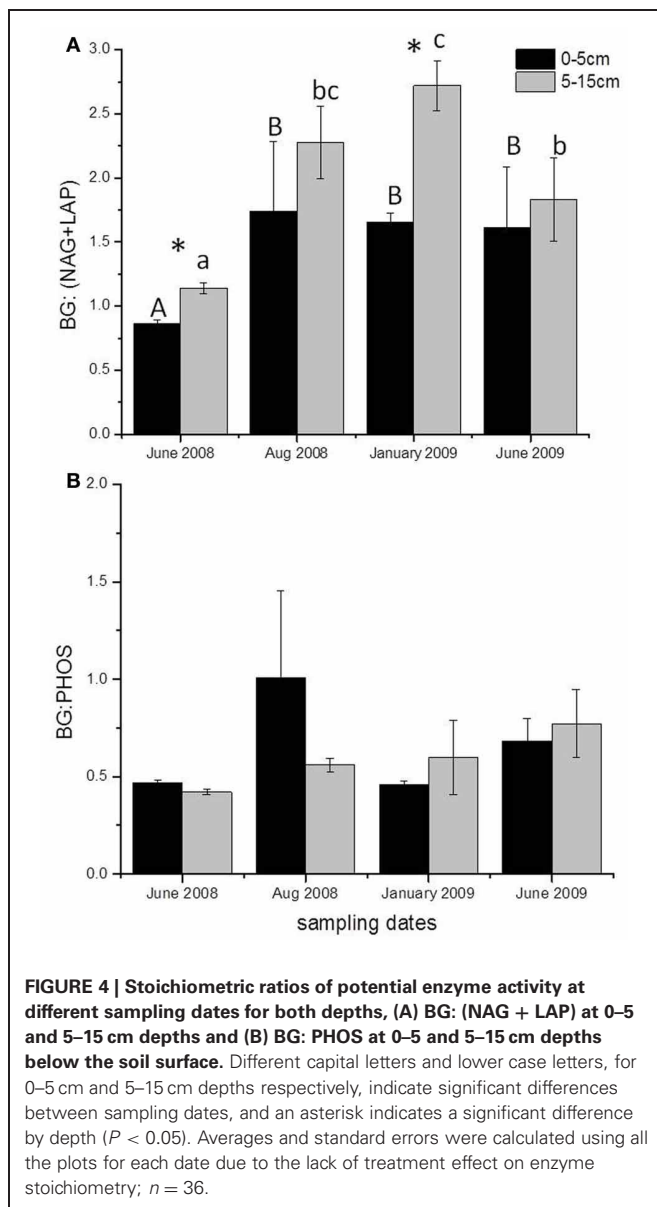 A
3.0
2.5
2.0
1.5
1.0
0.5
0.0
BG: (NAG+LAP)
0-5cm
5-15cm
* A a
B bc
* B c
B b
June 2008 Aug 2008 January 2009 June 2009
B
2.0
1.5
1.0
0.5
0.0
BG:PHOS
June 2008 Aug 2008 January 2009 June 2009
sampling dates
FIGURE 4 | Stoichiometric ratios of potential enzyme activity at
different sampling dates for both depths, (A) BG: (NAG + LAP) at 0–5
and 5–15 cm depths and (B) BG: PHOS at 0–5 and 5–15 cm depths
below the soil surface. Different capital letters and lower case letters, for
0–5 cm and 5–15 cm depths respectively, indicate significant differences
between sampling dates, and an asterisk indicates a significant difference
by depth (P < 0.05). Averages and standard errors were calculated using all
the plots for each date due to the lack of treatment effect on enzyme
stoichiometry; n = 36.